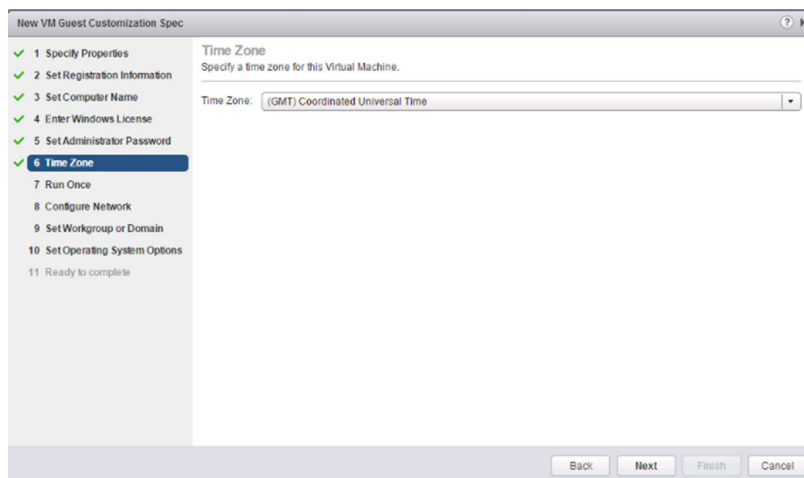 New VM Guest Customization Spec
?
1 Specify Properties
2 Set Registration Information
3 Set Computer Name
4 Enter Windows License
5 Set Administrator Password
6 Time Zone
7 Run Once
8 Configure Network
9 Set Workgroup or Domain
10 Set Operating System Options
11 Ready to complete
Time Zone
Specify a time zone for this Virtual Machine.
Time Zone: (GMT) Coordinated Universal Time
Back Next Finish Cancel